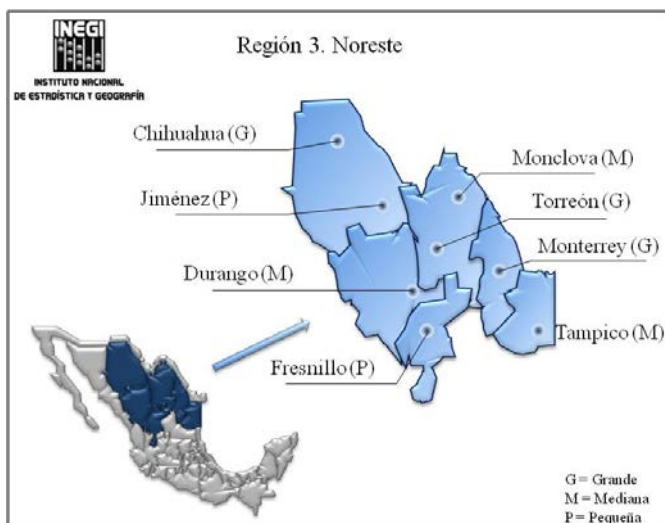 INEGI
INSTITUTO NACIONAL
DE ESTADÍSTICA Y GEOGRAFÍA
Región 3. Noreste
Chihuahua (G)
Monclova (M)
Jiménez (P)
Torreón (G)
Monterrey (G)
Durango (M)
Tampico (M)
Fresnillo (P)
G = Grande
M = Mediana
P = Pequeña